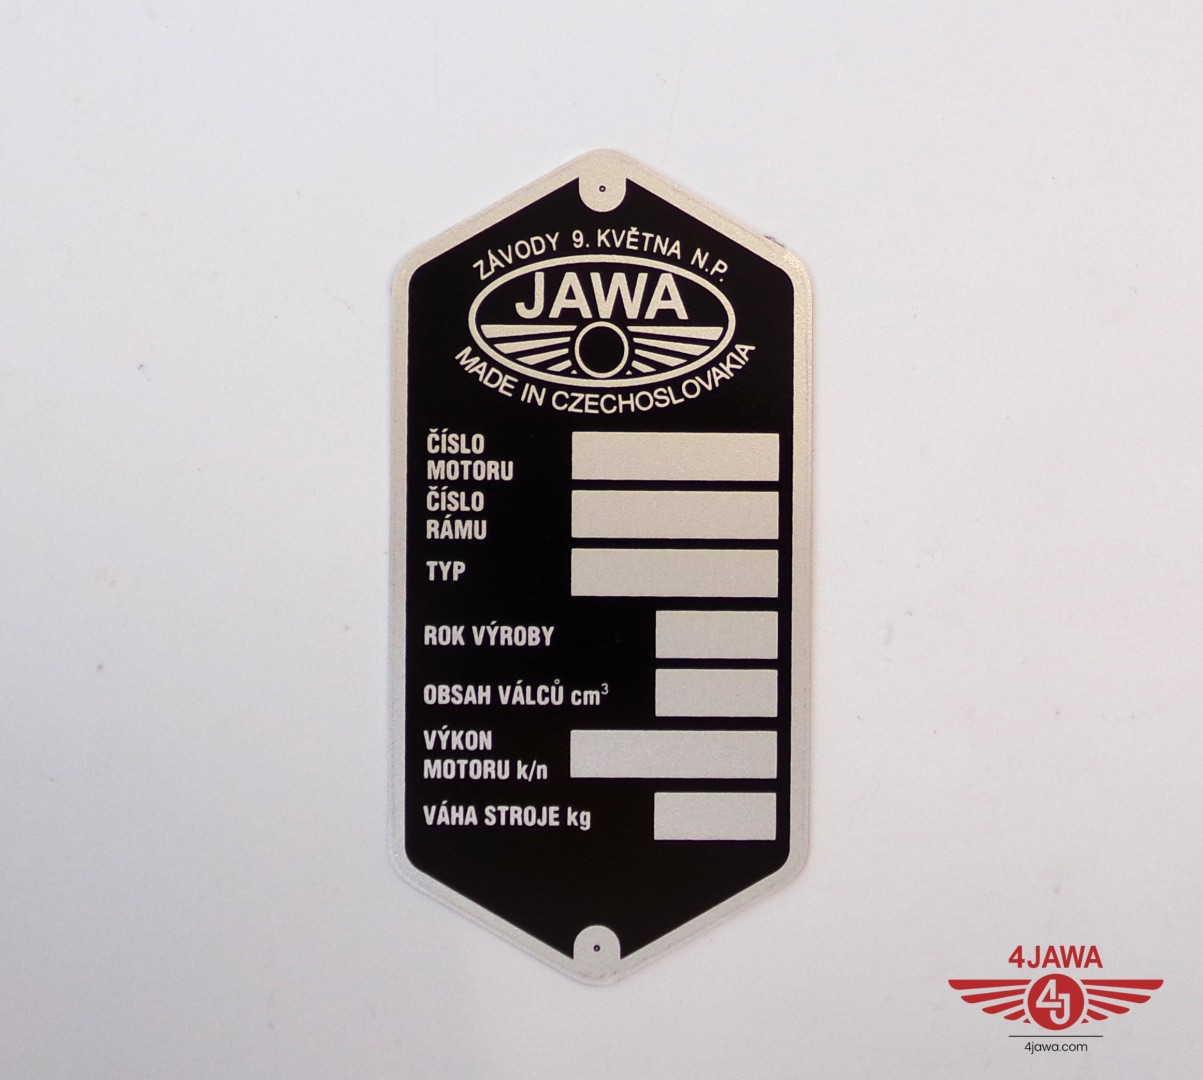 ZÁVODY 9. KVĚTNA N.P.
JAWA
MADE IN CZECHOSLOVAKIA
ČÍSLO
MOTORU
ČÍSLO
RÁMU
TYP
ROK VÝROBY
OBSAH VÁLCŮ cm³
VÝKON
MOTORU k/n
VÁHA STROJE kg
4JAWA
4J
4jawa.com